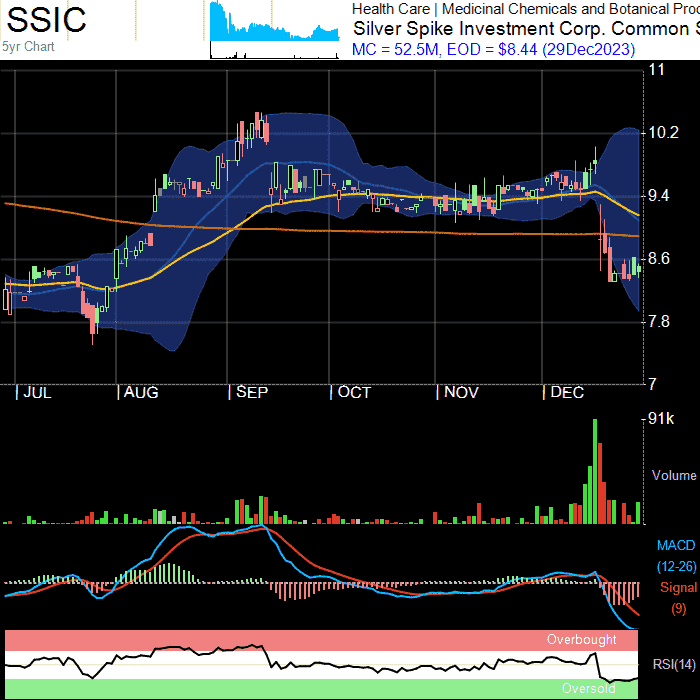 SSIC
5yr Chart
Health Care | Medicinal Chemicals and Botanical Pro
Silver Spike Investment Corp. Common S
MC = 52.5M, EOD = $8.44 (29Dec2023)
11
10.2
9.4
8.6
7.8
7
JUL AUG SEP OCT NOV DEC
91k
Volume
MACD
(12-26)
Signal
(9)
Overbought
RSI(14)
Oversold